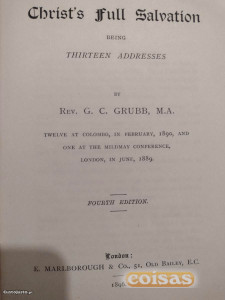 Christ's Full Salvation
BEING
THIRTEEN ADDRESSES
BY
REV. G. C. GRUBB, M.A.
TWELVE AT COLOMBO, IN FEBRUARY, 1890, AND
ONE AT THE MILDMAY CONFERENCE,
LONDON, IN JUNE, 1889.
FOURTH EDITION.
London:
E. MARLBOROUGH & Co., 51, OLD BAILEY, E.C.
coisas